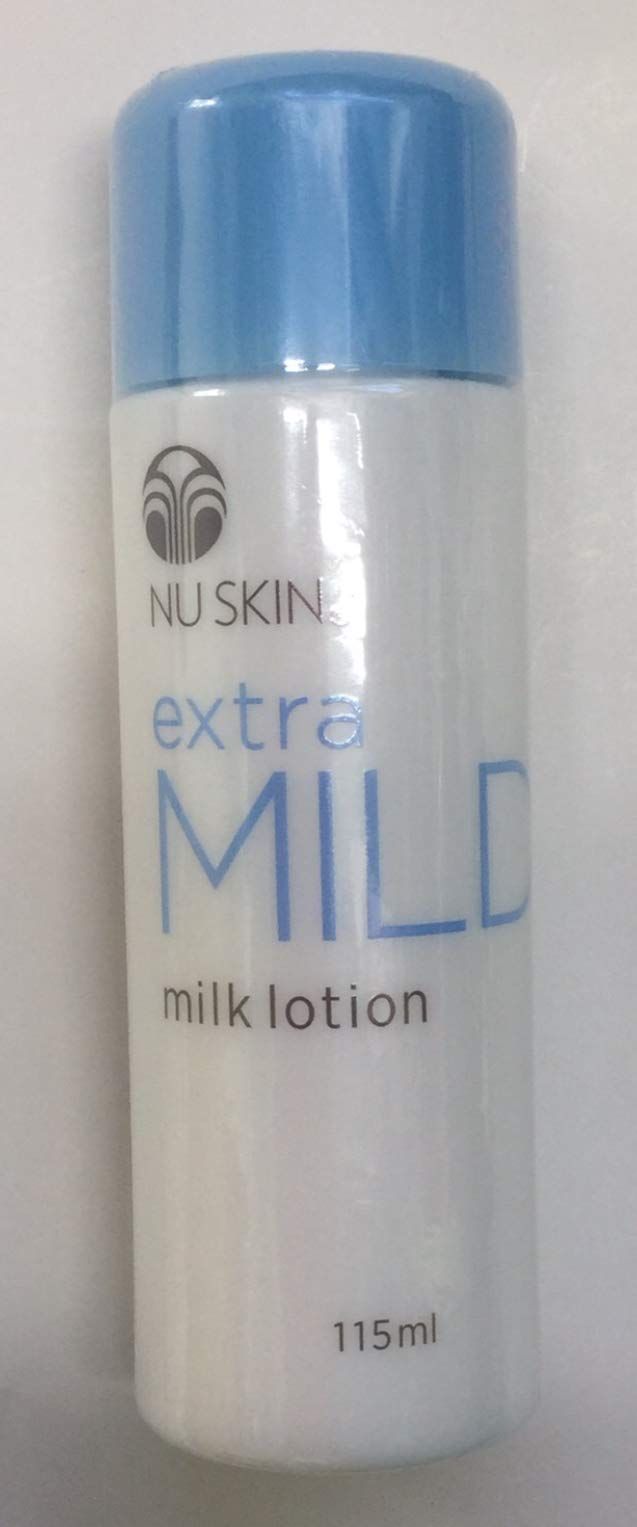 NU SKIN
extra
MILD
milk lotion
115ml